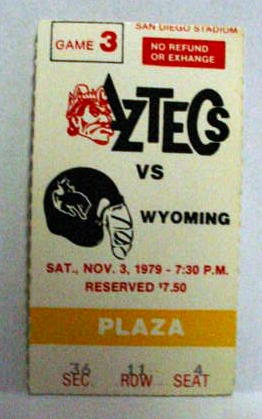 SAN DIEGO STADIUM
GAME 3
NO REFUND
OR EXHANGE
AZTECS
VS
WYOMING
SAT., NOV. 3, 1979 - 7:30 P.M.
RESERVED $7.50
PLAZA
36 11 4
SEC. ROW SEAT